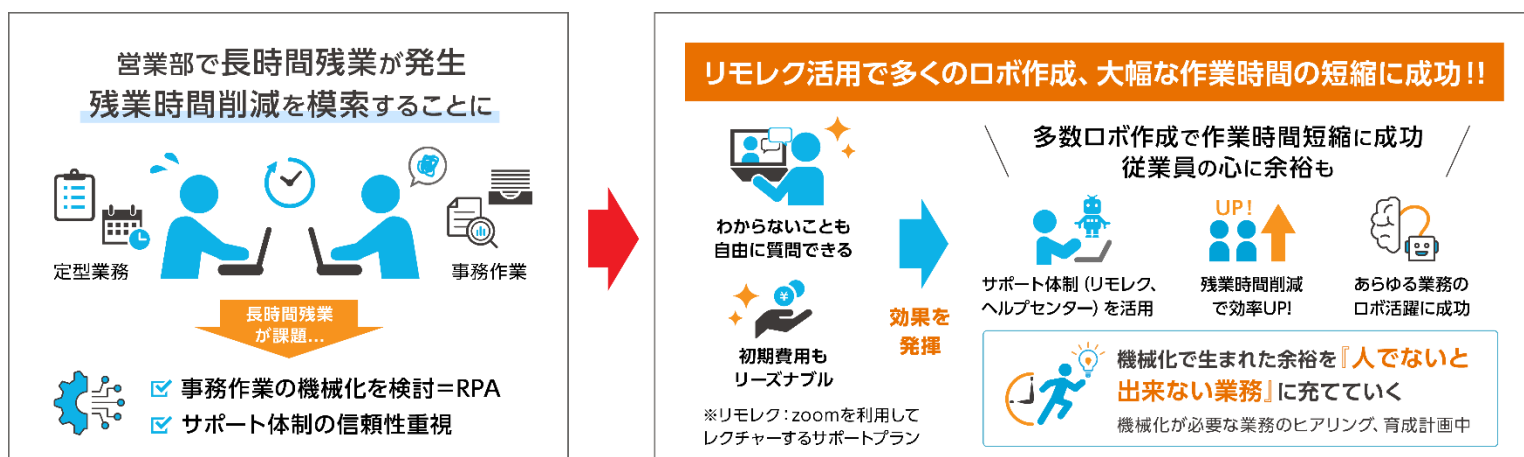 営業部で長時間残業が発生
残業時間削減を模索することに
定型業務
事務作業
長時間残業
が課題...
事務作業の機械化を検討=RPA
サポート体制の信頼性重視
リモレク活用で多くのロボ作成、大幅な作業時間の短縮に成功!!
わからないことも
自由に質問できる
¥
初期費用も
リーズナブル
※リモレク:zoomを利用して
レクチャーするサポートプラン
効果を
発揮
多数ロボ作成で作業時間短縮に成功
従業員の心に余裕も
サポート体制(リモレク、
ヘルプセンター)を活用
UP!
残業時間削減
で効率UP!
あらゆる業務の
ロボ活躍に成功
機械化で生まれた余裕を『人でないと
出来ない業務』に充てていく
機械化が必要な業務のヒアリング、育成計画中